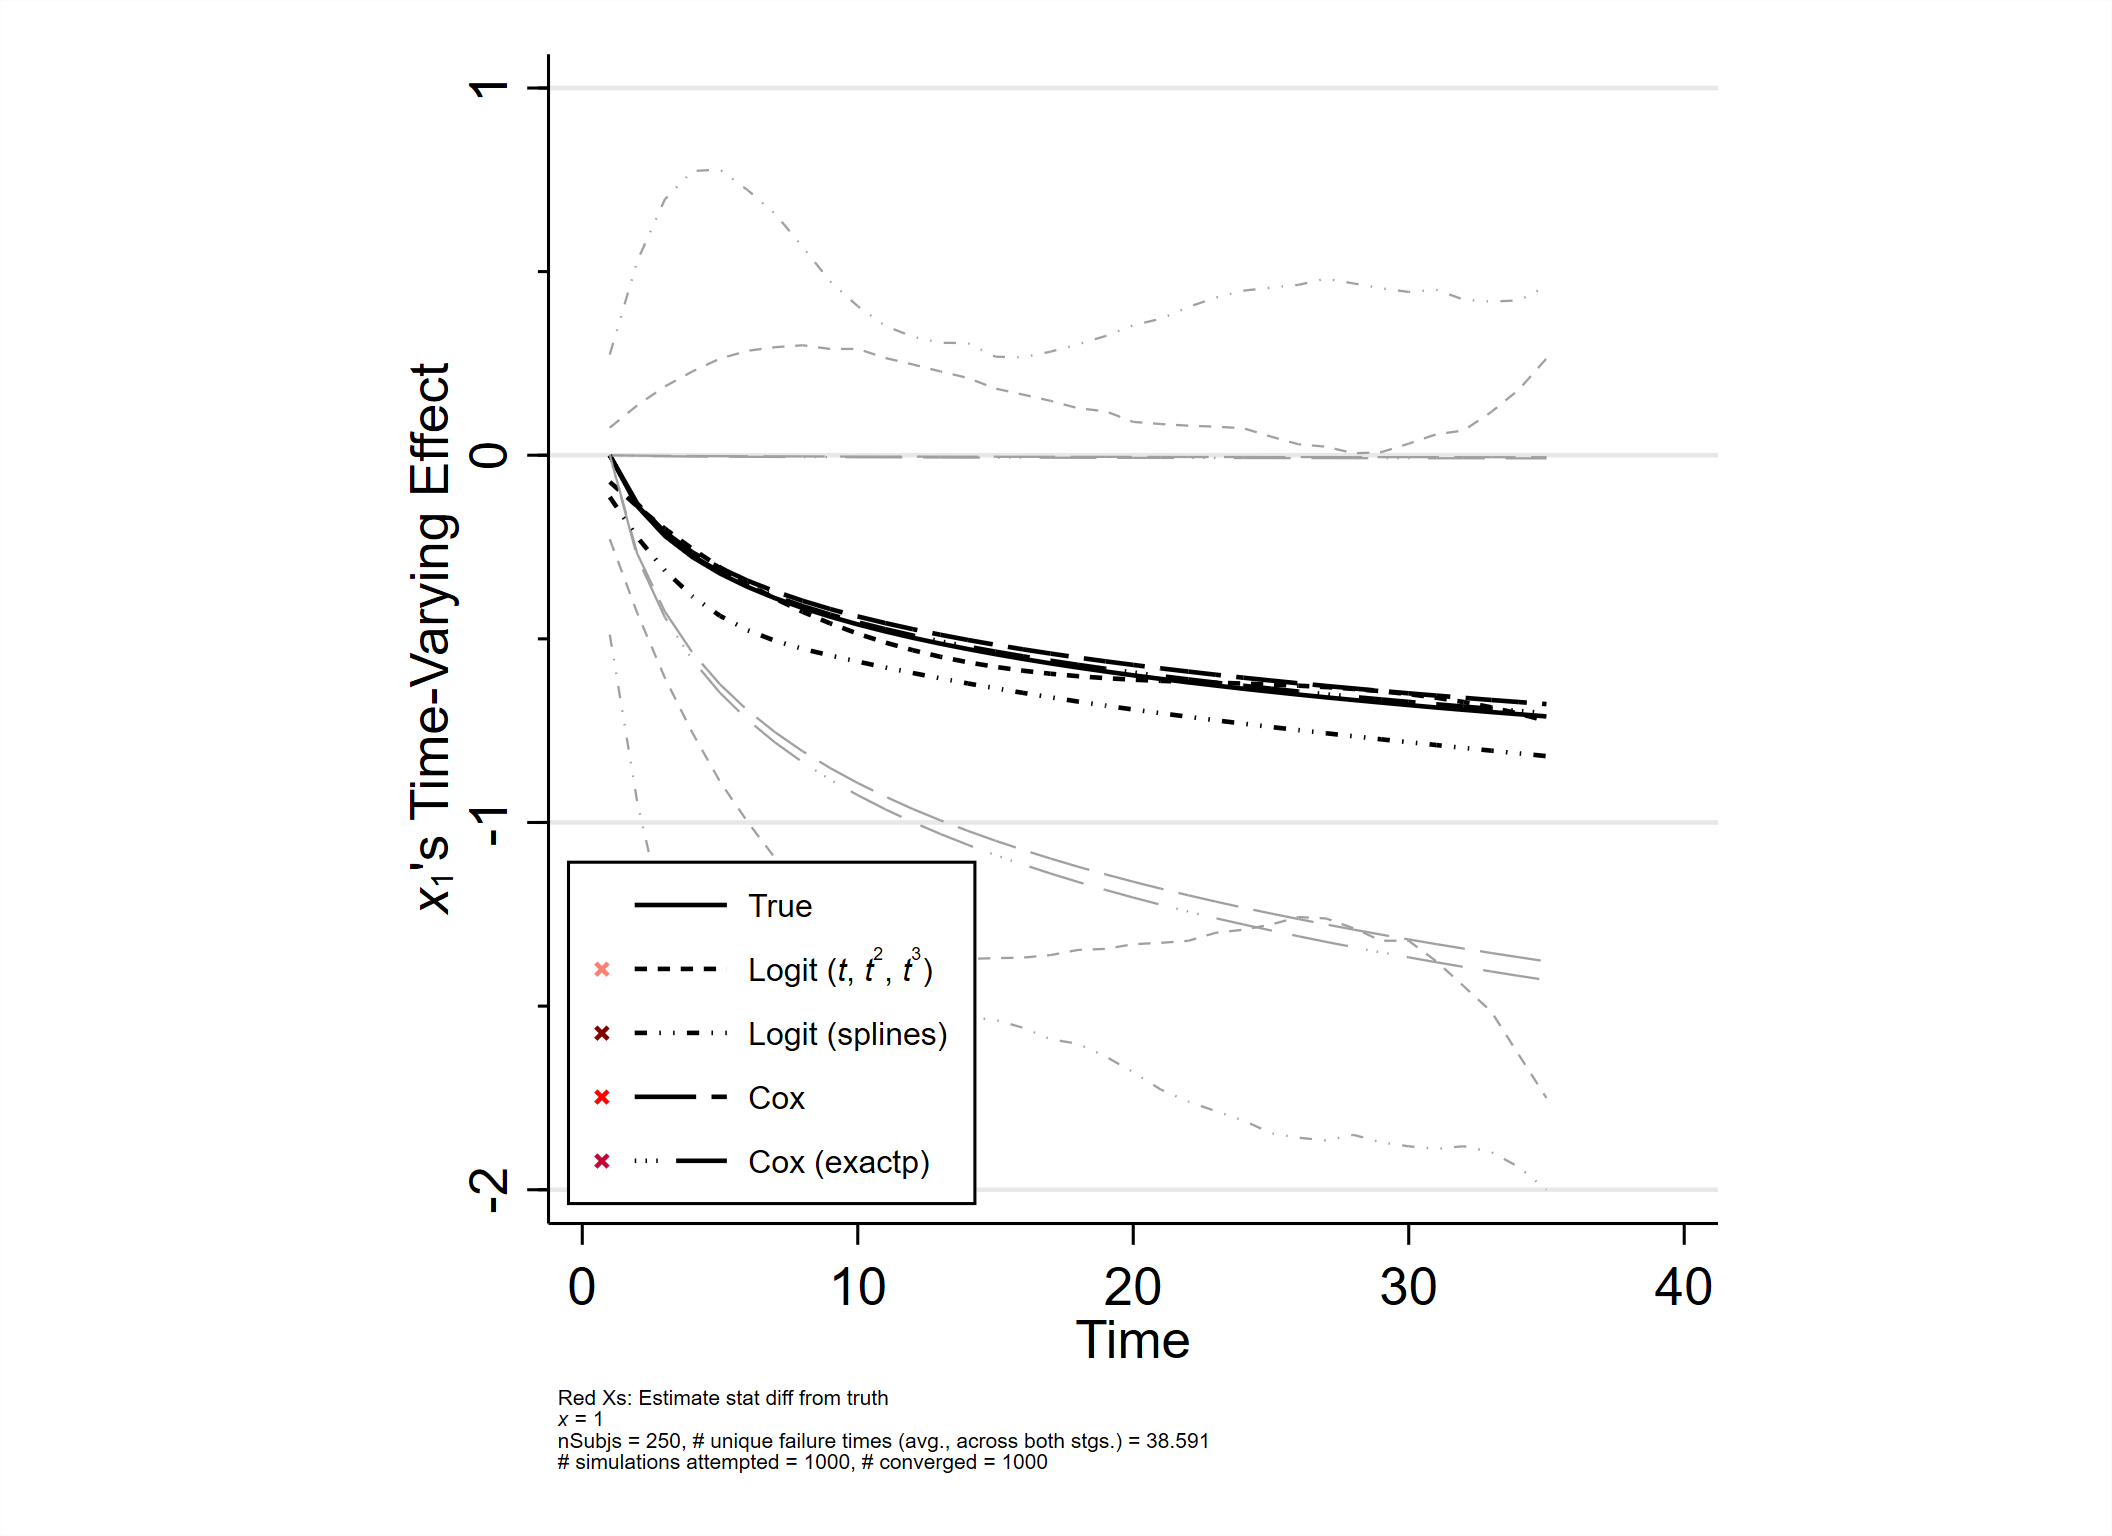 1
0
-1
-2
x₁'s Time-Varying Effect
True
Logit (t, t², t³)
Logit (splines)
Cox
Cox (exactp)
0 10 20 30 40
Time
Red Xs: Estimate stat diff from truth
x = 1
nSubjs = 250, # unique failure times (avg., across both stgs.) = 38.591
# simulations attempted = 1000, # converged = 1000